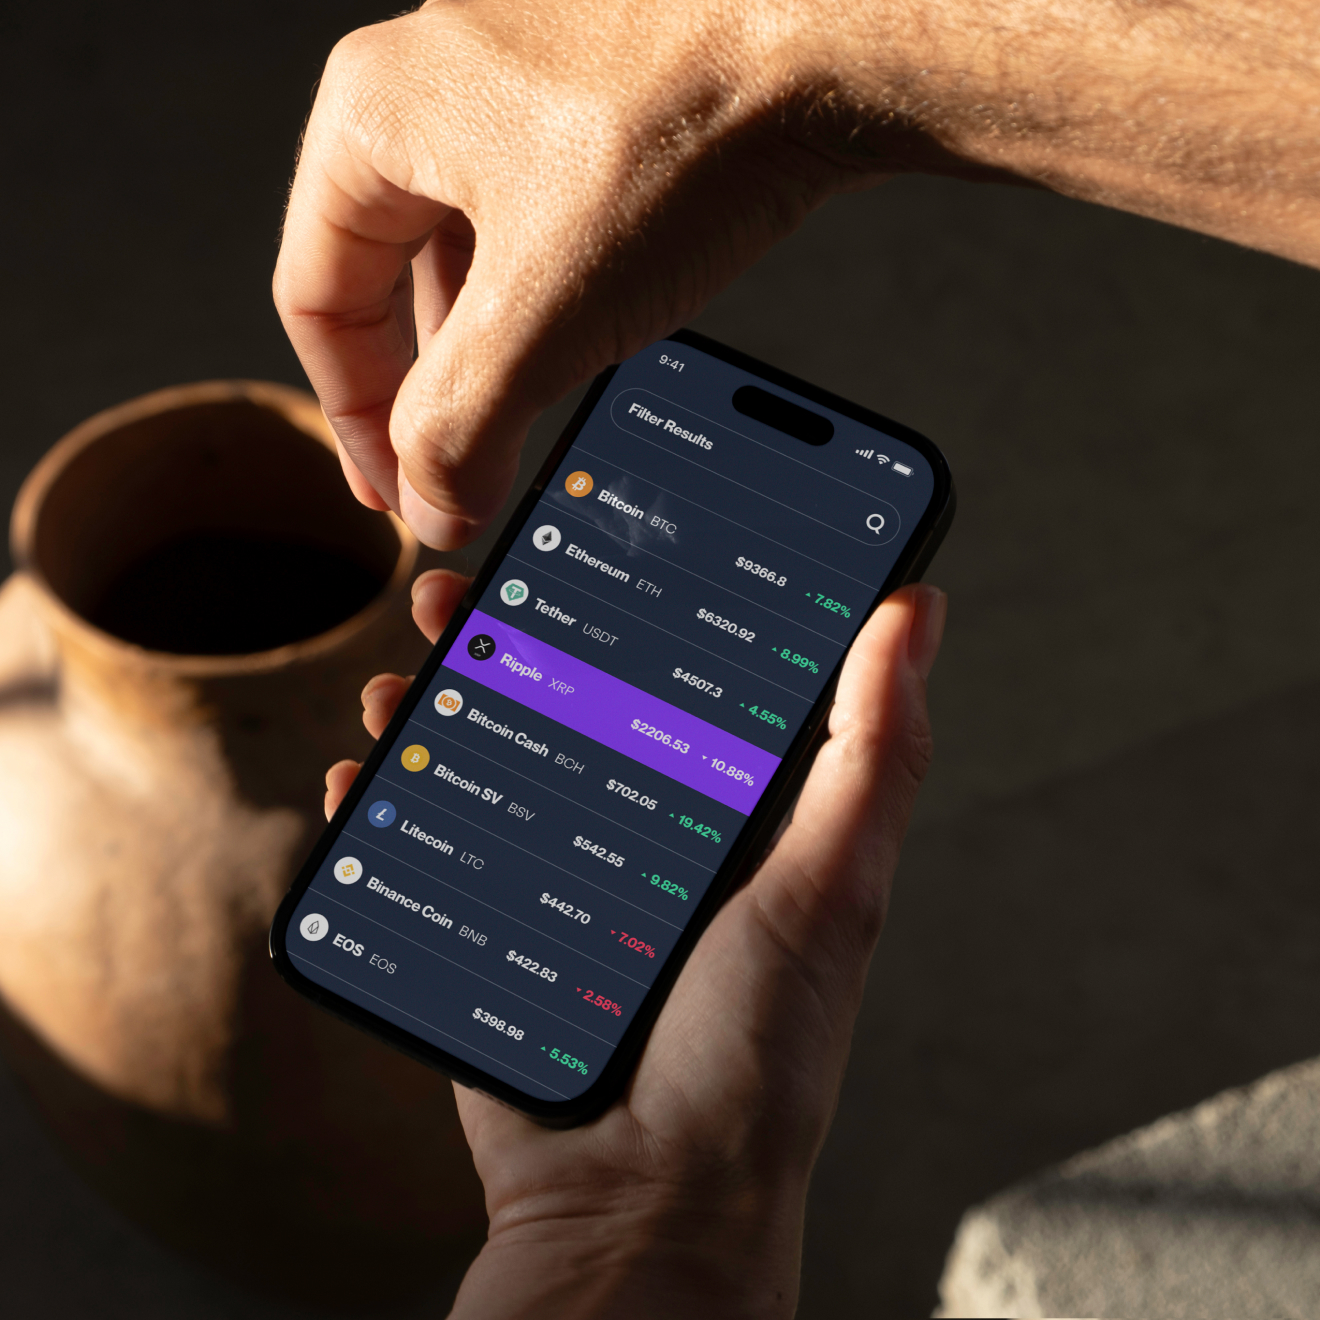 9:41
Filter Results
Bitcoin BTC $9366.8 7.82%
Ethereum ETH $6320.92 8.99%
Tether USDT $4507.3 4.55%
Ripple XRP $2206.53 10.88%
Bitcoin Cash BCH $702.05 19.42%
Bitcoin SV BSV $542.55 9.82%
Litecoin LTC $442.70 7.02%
Binance Coin BNB $422.83 2.58%
EOS EOS $398.98 5.53%